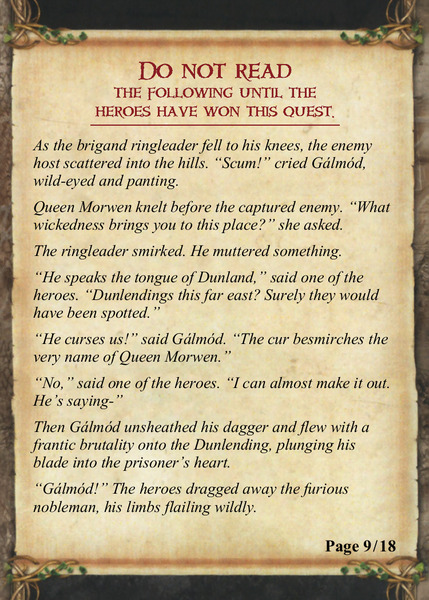 Do not read
the following until the
heroes have won this quest.
As the brigand ringleader fell to his knees, the enemy
host scattered into the hills. “Scum!” cried Gálmód,
wild-eyed and panting.
Queen Morwen knelt before the captured enemy. “What
wickedness brings you to this place?” she asked.
The ringleader smirked. He muttered something.
“He speaks the tongue of Dunland,” said one of the
heroes. “Dunlendings this far east? Surely they would
have been spotted.”
“He curses us!” said Gálmód. “The cur besmirches the
very name of Queen Morwen.”
“No,” said one of the heroes. “I can almost make it out.
He’s saying-”
Then Gálmód unsheathed his dagger and flew with a
frantic brutality onto the Dunlending, plunging his
blade into the prisoner’s heart.
“Gálmód!” The heroes dragged away the furious
nobleman, his limbs flailing wildly.
Page 9/18